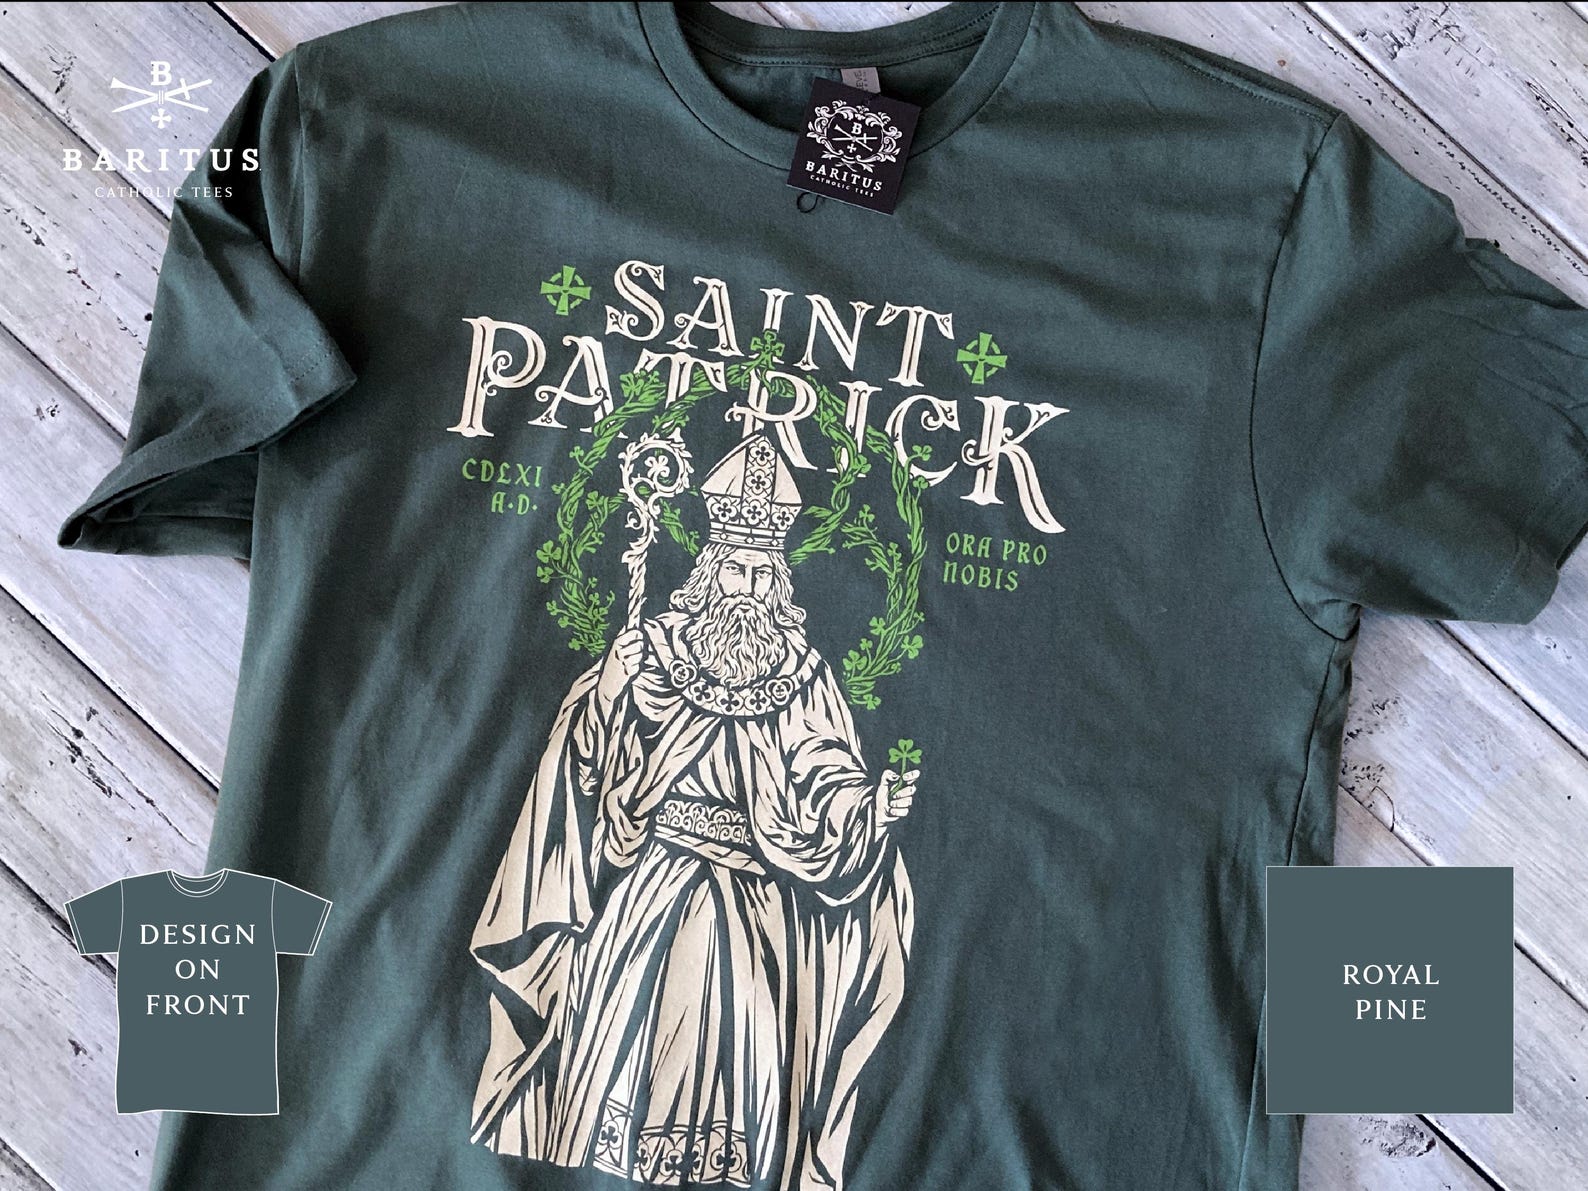 B
BARITUS
CATHOLIC TEES
B
BARITUS
CATHOLIC TEES
SAINT
PATRICK
CDLXI
A·D·
ORA PRO
NOBIS
DESIGN
ON
FRONT
ROYAL
PINE